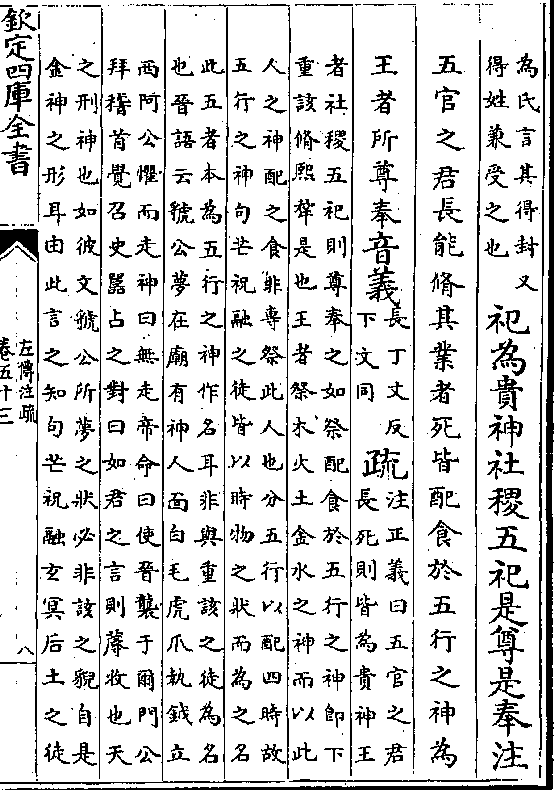 為氏言其得封又
得姓兼受之也
祀為貴神社稷五祀是尊是奉注
五官之君長能脩其業者死皆配食於五行之神為
王者所尊奉音義
長丁丈反
下文同
疏
注正義曰五官之君
長死則皆為貴神王
者社稷五祀則尊奉之如祭配食於五行之神即下
重該脩熙犂是也王者祭木火土金水之神而以此
人之神配之食非專祭此人也分五行以配四時故
五行之神句芒祝融之徒皆以時物之狀而為之名
此五者本為五行之神作名耳非與重該之徒為名
也晉語云虢公夢在廟有神人面白毛虎爪執鉞立
西阿公懼而走神曰無走帝命曰使晉襲于爾門公
拜稽首覺召史嚚占之對曰如君之言則蓐收也天
之刑神也如彼文虢公所夢之狀必非該之貌自是
金神之形耳由此言之知句芒祝融玄冥后土之徒
欽定四庫全書
左傳注疏
卷五十三
八